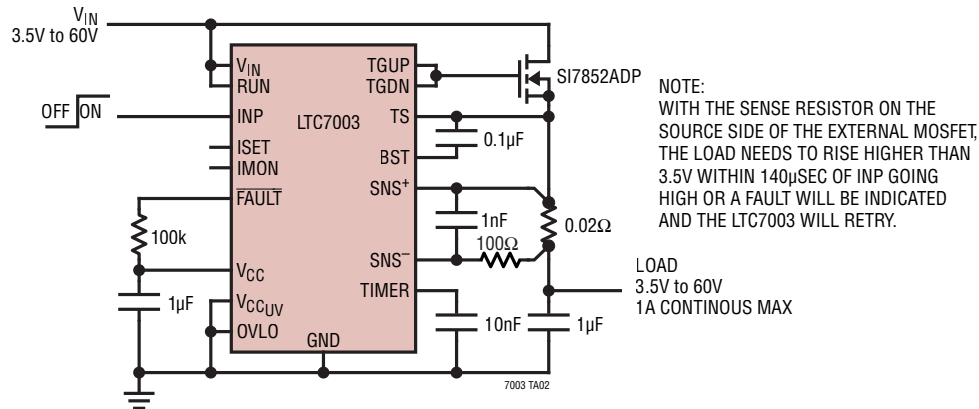 VIN
3.5V to 60V
VIN
RUN
OFF ON
INP
ISET
IMON
FAULT
100k
VCC
1µF
VCCUV
OVLO
GND
LTC7003
TGUP
TGDN
TS
BST
SNS+
SNS–
TIMER
SI7852ADP
0.1µF
1nF
100Ω
0.02Ω
10nF
1µF
LOAD
3.5V to 60V
1A CONTINOUS MAX
NOTE:
WITH THE SENSE RESISTOR ON THE
SOURCE SIDE OF THE EXTERNAL MOSFET,
THE LOAD NEEDS TO RISE HIGHER THAN
3.5V WITHIN 140µSEC OF INP GOING
HIGH OR A FAULT WILL BE INDICATED
AND THE LTC7003 WILL RETRY.
7003 TA02